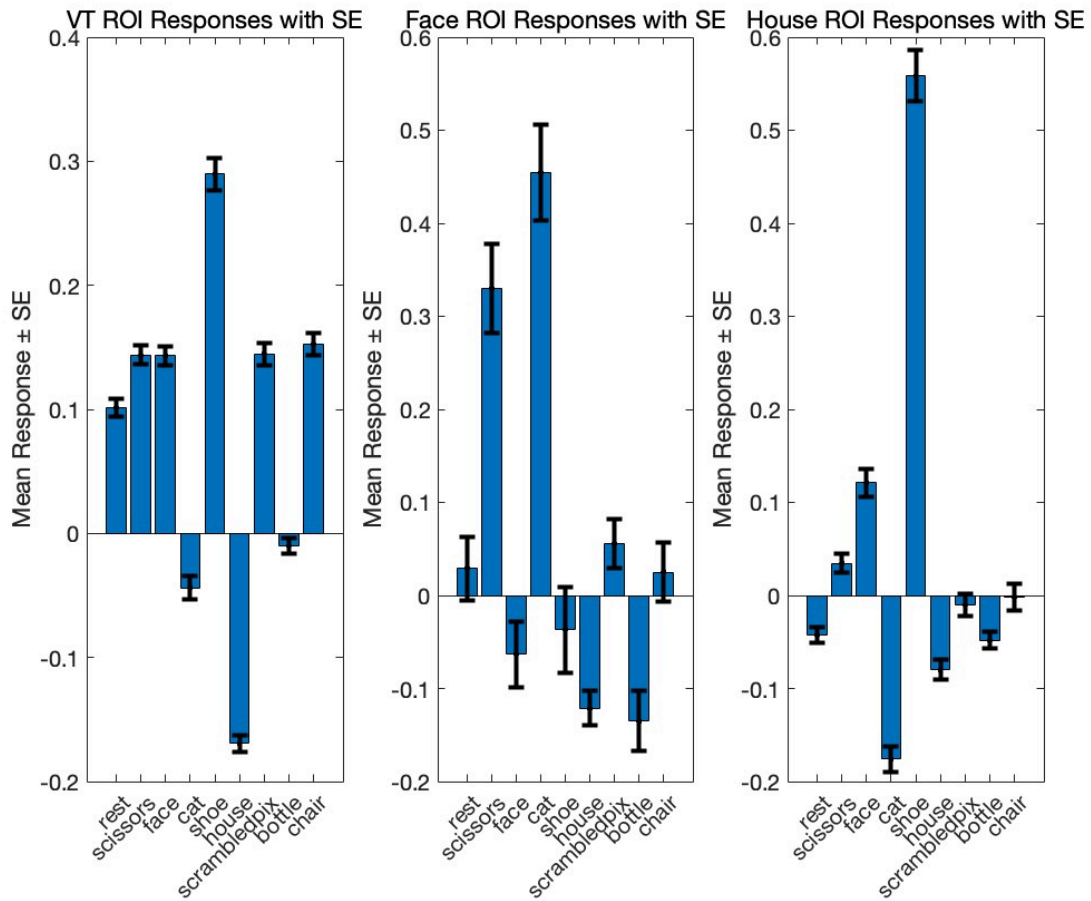 VT ROI Responses with SE
Mean Response ± SE
0.4
0.3
0.2
0.1
0
-0.1
-0.2
rest
scissors
face
cat
shoe
house
scrambledpix
bottle
chair
Face ROI Responses with SE
Mean Response ± SE
0.6
0.5
0.4
0.3
0.2
0.1
0
-0.1
-0.2
rest
scissors
face
cat
shoe
house
scrambledpix
bottle
chair
House ROI Responses with SE
Mean Response ± SE
0.6
0.5
0.4
0.3
0.2
0.1
0
-0.1
-0.2
rest
scissors
face
cat
shoe
house
scrambledpix
bottle
chair